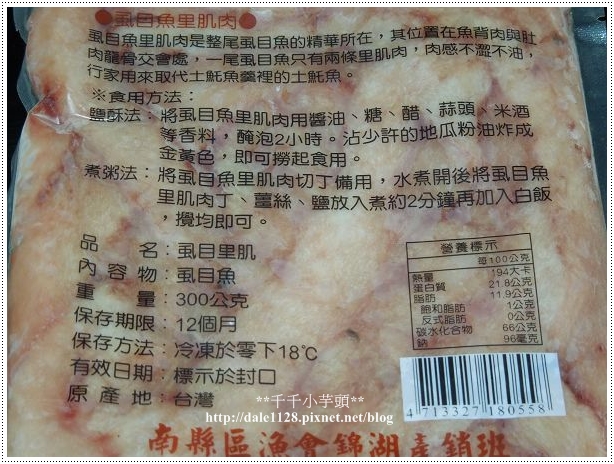 ●虱目魚里肌肉●
虱目魚里肌肉是整尾虱目魚的精華所在，其位置在魚背肉與肚
肉龍骨交會處，一尾虱目魚只有兩條里肌肉，肉感不澀不油，
行家用來取代土魠魚羹裡的土魠魚。
※食用方法：
鹽酥法：將虱目魚里肌肉用醬油、糖、醋、蒜頭、米酒
等香料，醃泡2小時。沾少許的地瓜粉油炸成
金黃色，即可撈起食用。
煮粥法：將虱目魚里肌肉切丁備用，水煮開後將虱目魚
里肌肉丁、薑絲、鹽放入煮約2分鐘再加入白飯
，攪均即可。
品名：虱目里肌
內容物：虱目魚
重量：300公克
保存期限：12個月
保存方法：冷凍於零下18℃
有效日期：標示於封口
原產地：台灣
營養標示
每100公克
熱量 194大卡
蛋白質 21.8公克
脂肪 11.9公克
飽和脂肪 1公克
反式脂肪 0公克
碳水化合物 66公克
鈉 96毫克
4 713327 180558
**千千小芋頭**
http://dale1128.pixnet.net/blog
南縣區漁會錦湖產銷班